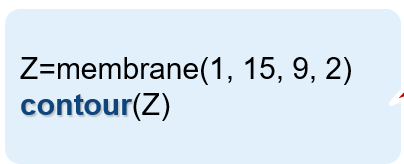 Z=membrane(1, 15, 9, 2)
contour(Z)